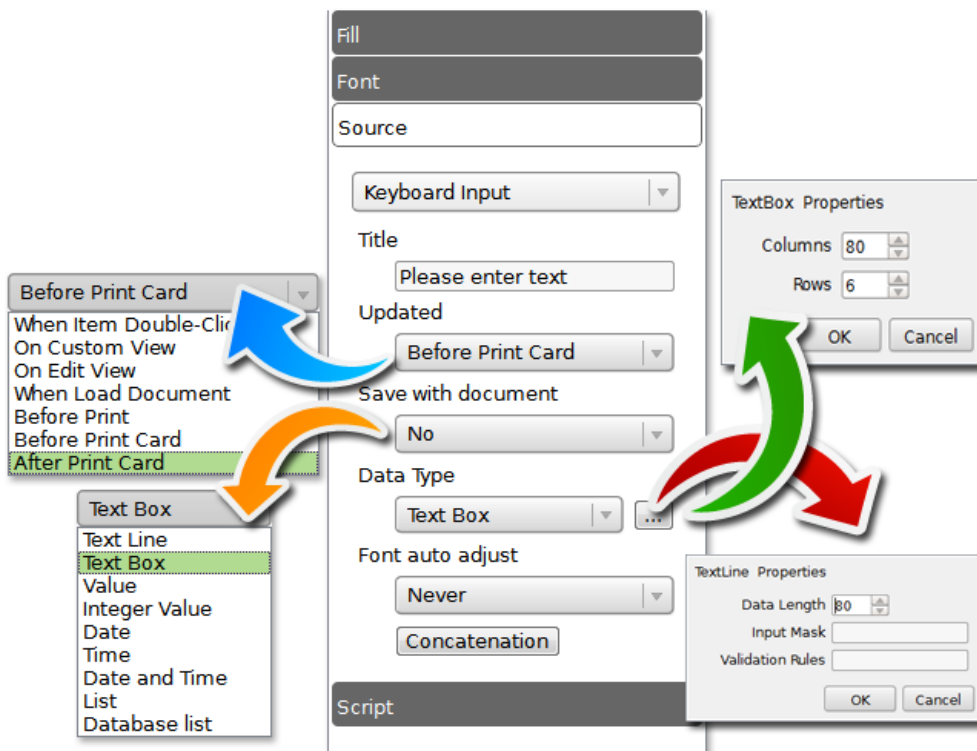 Fill
Font
Source
Keyboard Input
Title
Please enter text
Updated
Before Print Card
Save with document
No
Data Type
Text Box
...
Font auto adjust
Never
Concatenation
Script
Before Print Card
When Item Double-Clic
On Custom View
On Edit View
When Load Document
Before Print
Before Print Card
After Print Card
Text Box
Text Line
Text Box
Value
Integer Value
Date
Time
Date and Time
List
Database list
TextBox Properties
Columns 80
Rows 6
OK Cancel
TextLine Properties
Data Length 80
Input Mask
Validation Rules
OK Cancel